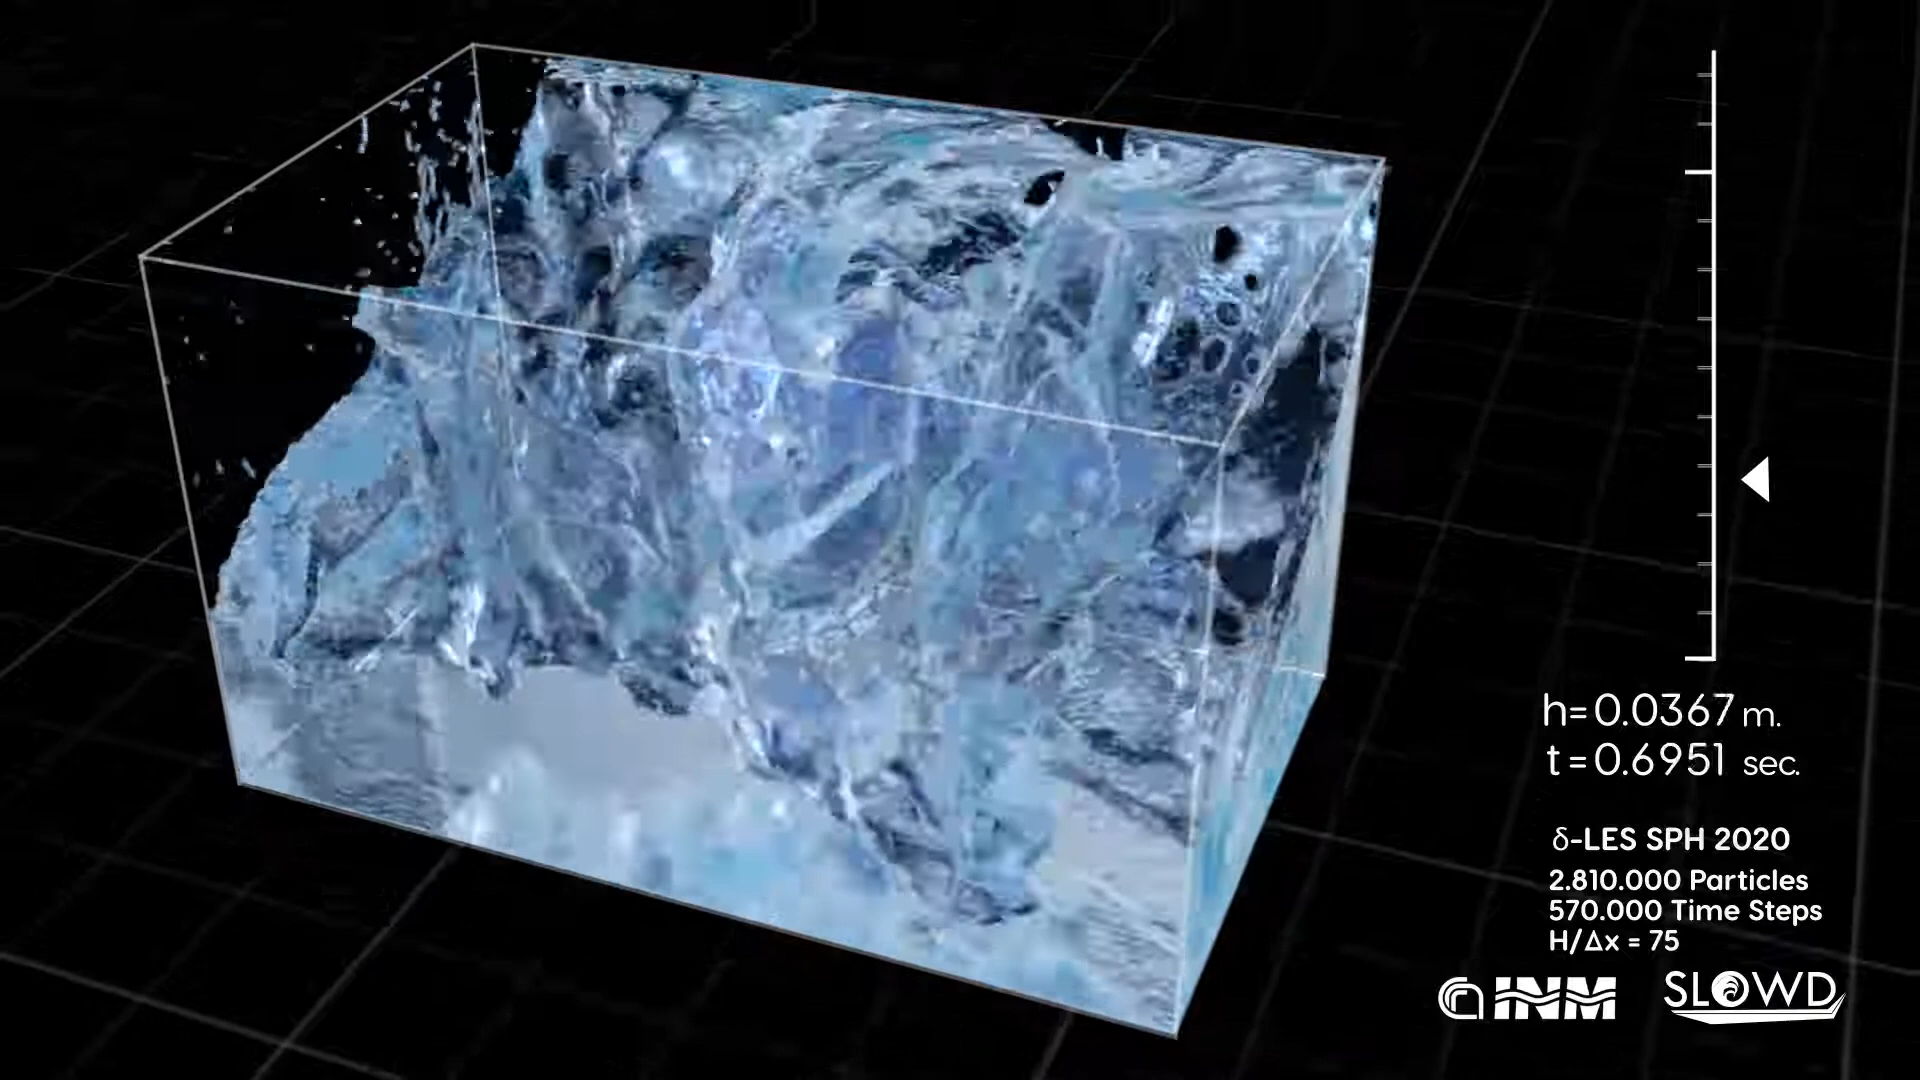 h=0.0367 m.
t=0.6951 sec.
δ-LES SPH 2020
2.810.000 Particles
570.000 Time Steps
H/Δx = 75
INM
SLOWD